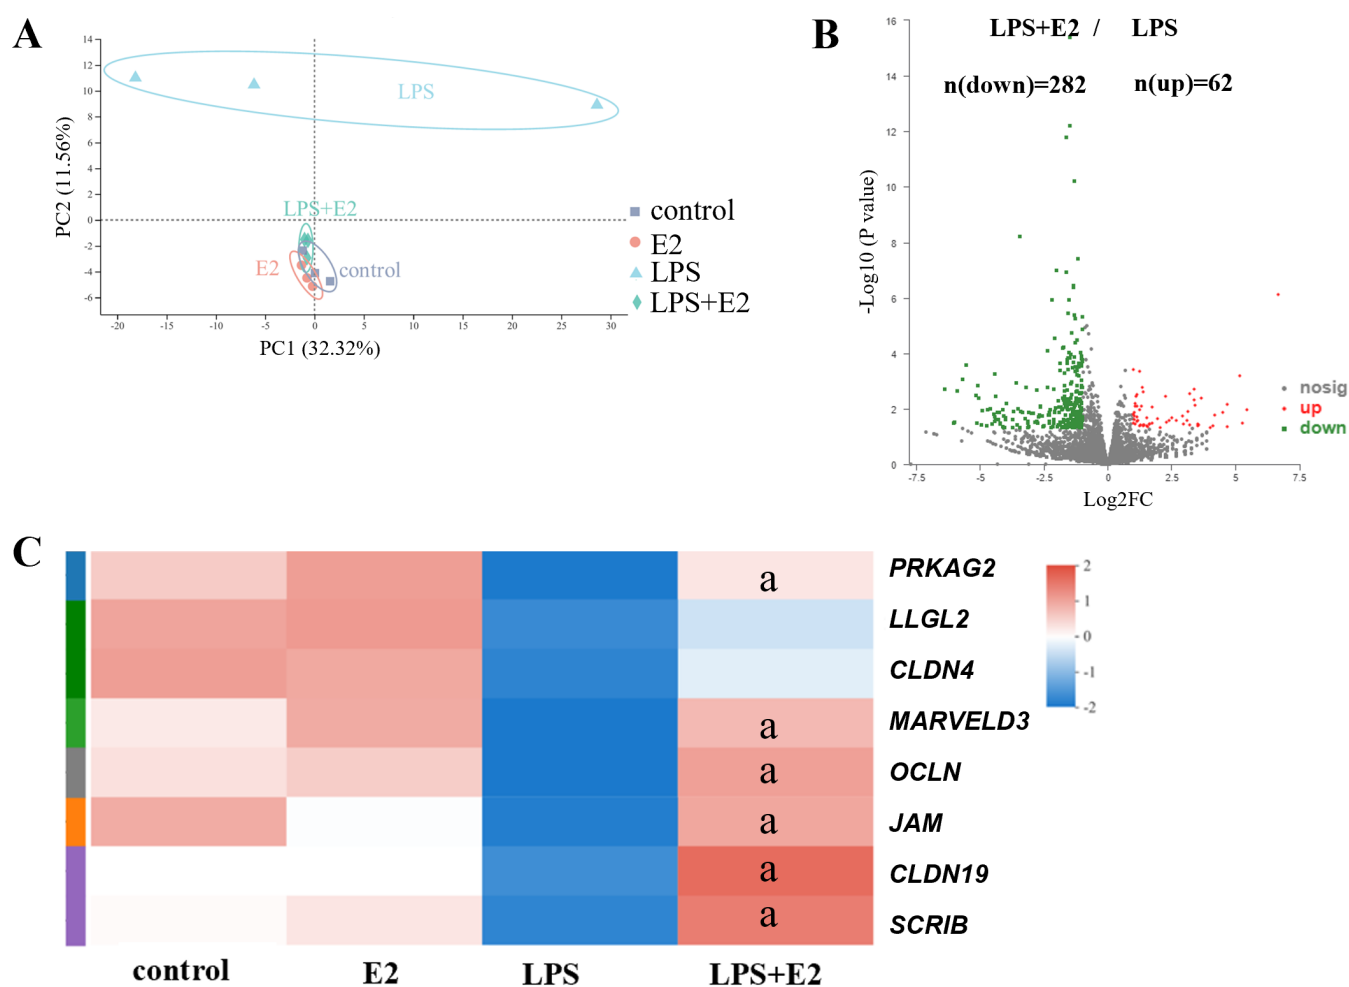 A
14
12
10
8
6
4
2
0
-2
-4
-6
PC2 (11.56%)
LPS
LPS+E2
E2
control
-20 -15 -10 -5 0 5 10 15 20 25 30
PC1 (32.32%)
control
E2
LPS
LPS+E2
B
LPS+E2 / LPS
n(down)=282 n(up)=62
16
14
12
10
8
6
4
2
0
-Log10 (P value)
-7.5 -5 -2.5 0 2.5 5 7.5
Log2FC
nosig
up
down
C
a PRKAG2
LLGL2
CLDN4
a MARVELD3
a OCLN
a JAM
a CLDN19
a SCRIB
2
1
0
-1
-2
control E2 LPS LPS+E2